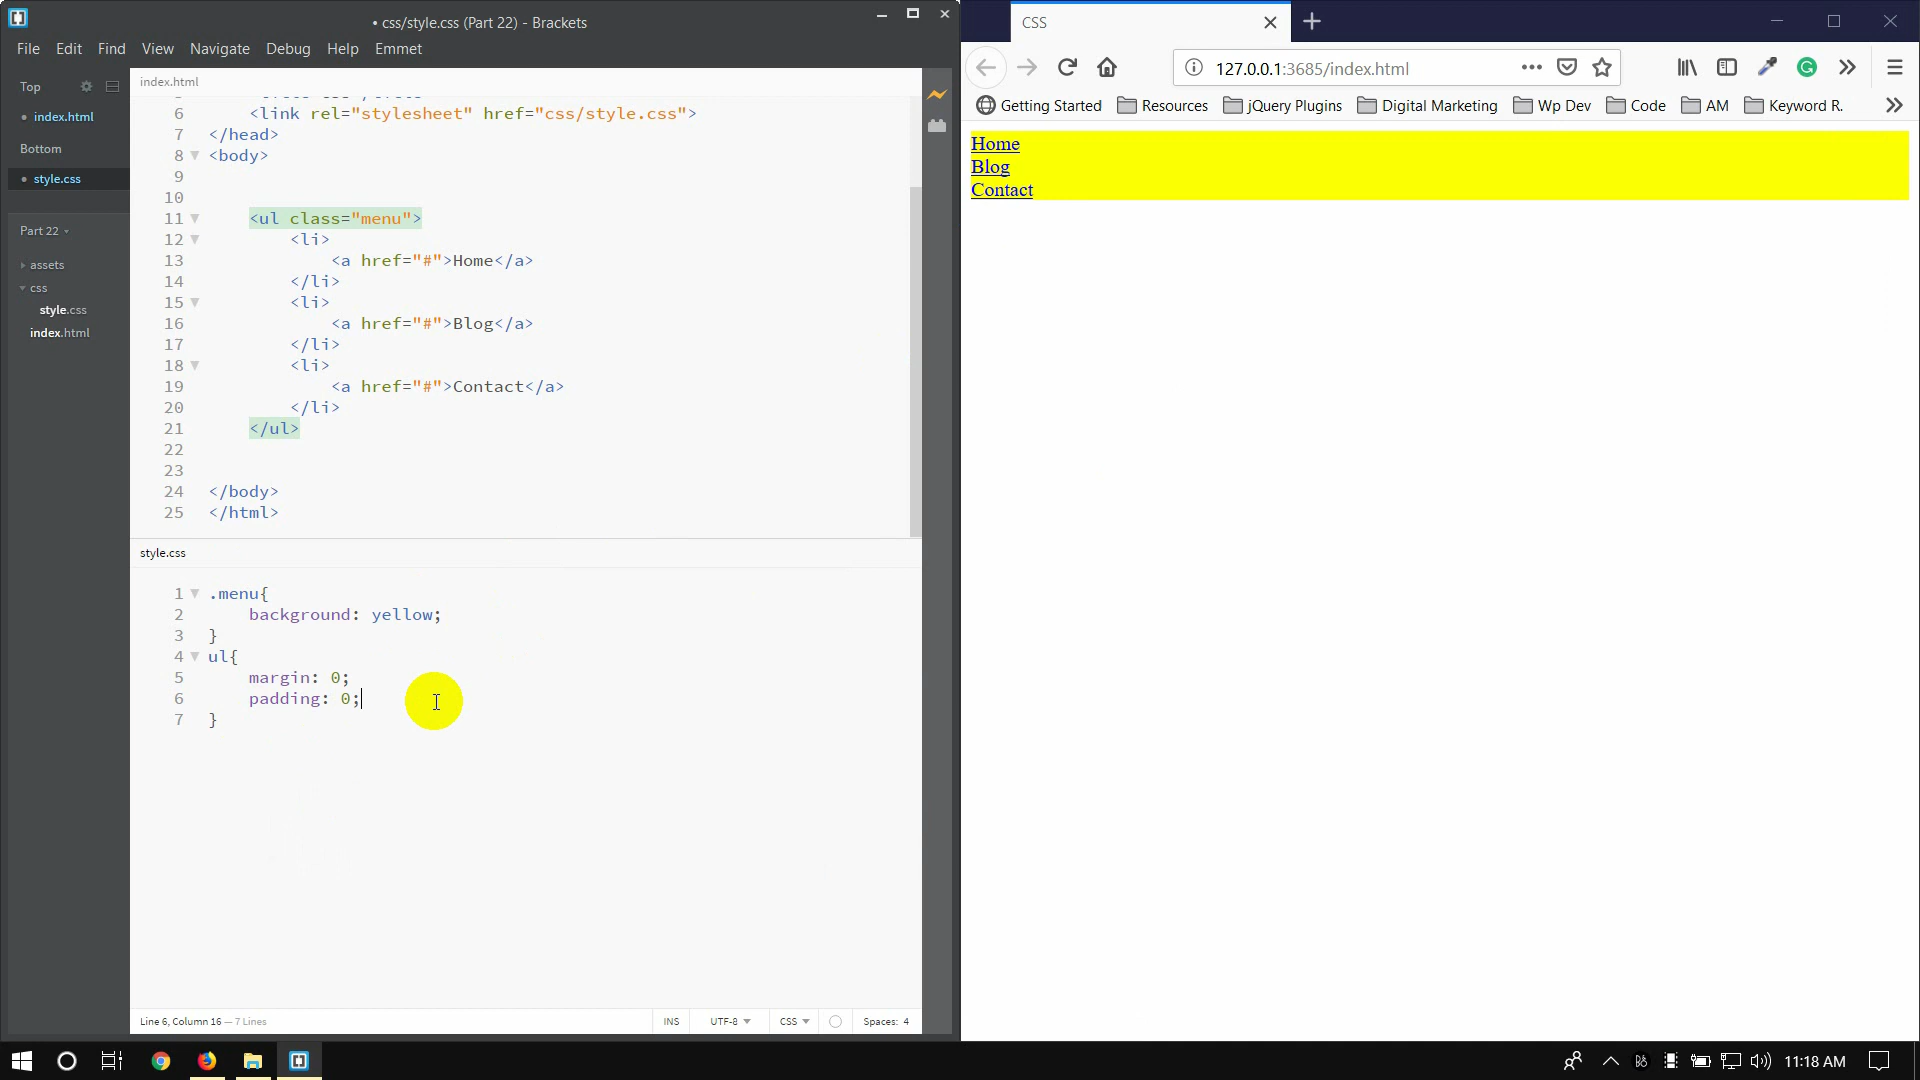 • css/style.css (Part 22) - Brackets
File Edit Find View Navigate Debug Help Emmet
Top
• index.html
Bottom
• style.css
Part 22
assets
css
style.css
index.html
index.html
6 <link rel="stylesheet" href="css/style.css">
7 </head>
8 <body>
9
10
11 <ul class="menu">
12 <li>
13 <a href="#">Home</a>
14 </li>
15 <li>
16 <a href="#">Blog</a>
17 </li>
18 <li>
19 <a href="#">Contact</a>
20 </li>
21 </ul>
22
23
24 </body>
25 </html>
style.css
1 .menu{
2 background: yellow;
3 }
4 ul{
5 margin: 0;
6 padding: 0;
7 }
Line 6, Column 16 — 7 Lines
INS UTF-8 CSS Spaces: 4
CSS
127.0.0.1:3685/index.html
Getting Started Resources jQuery Plugins Digital Marketing Wp Dev Code AM Keyword R.
Home
Blog
Contact
11:18 AM